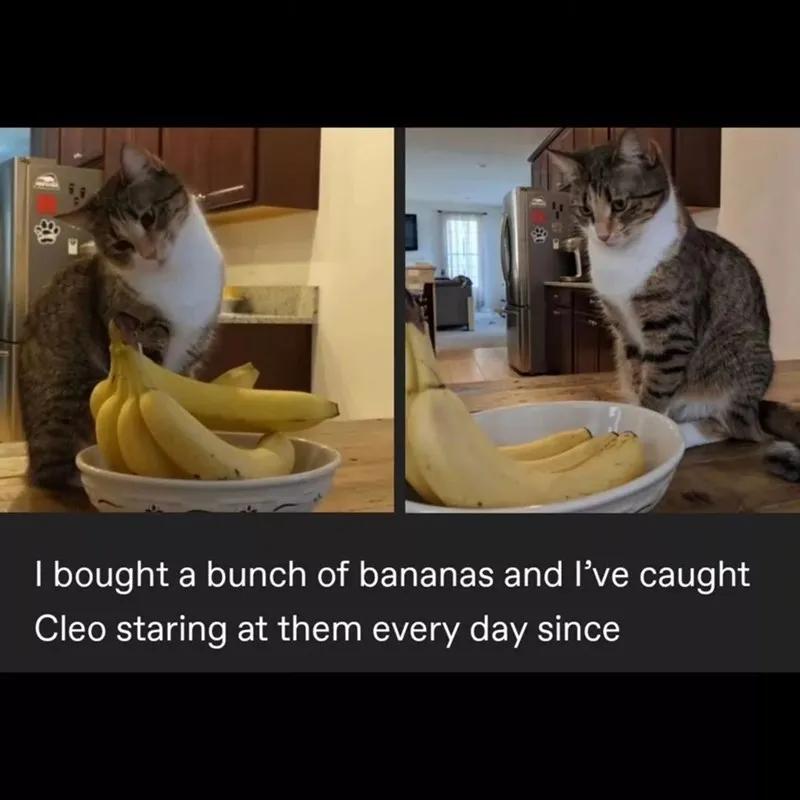 I bought a bunch of bananas and I’ve caught
Cleo staring at them every day since